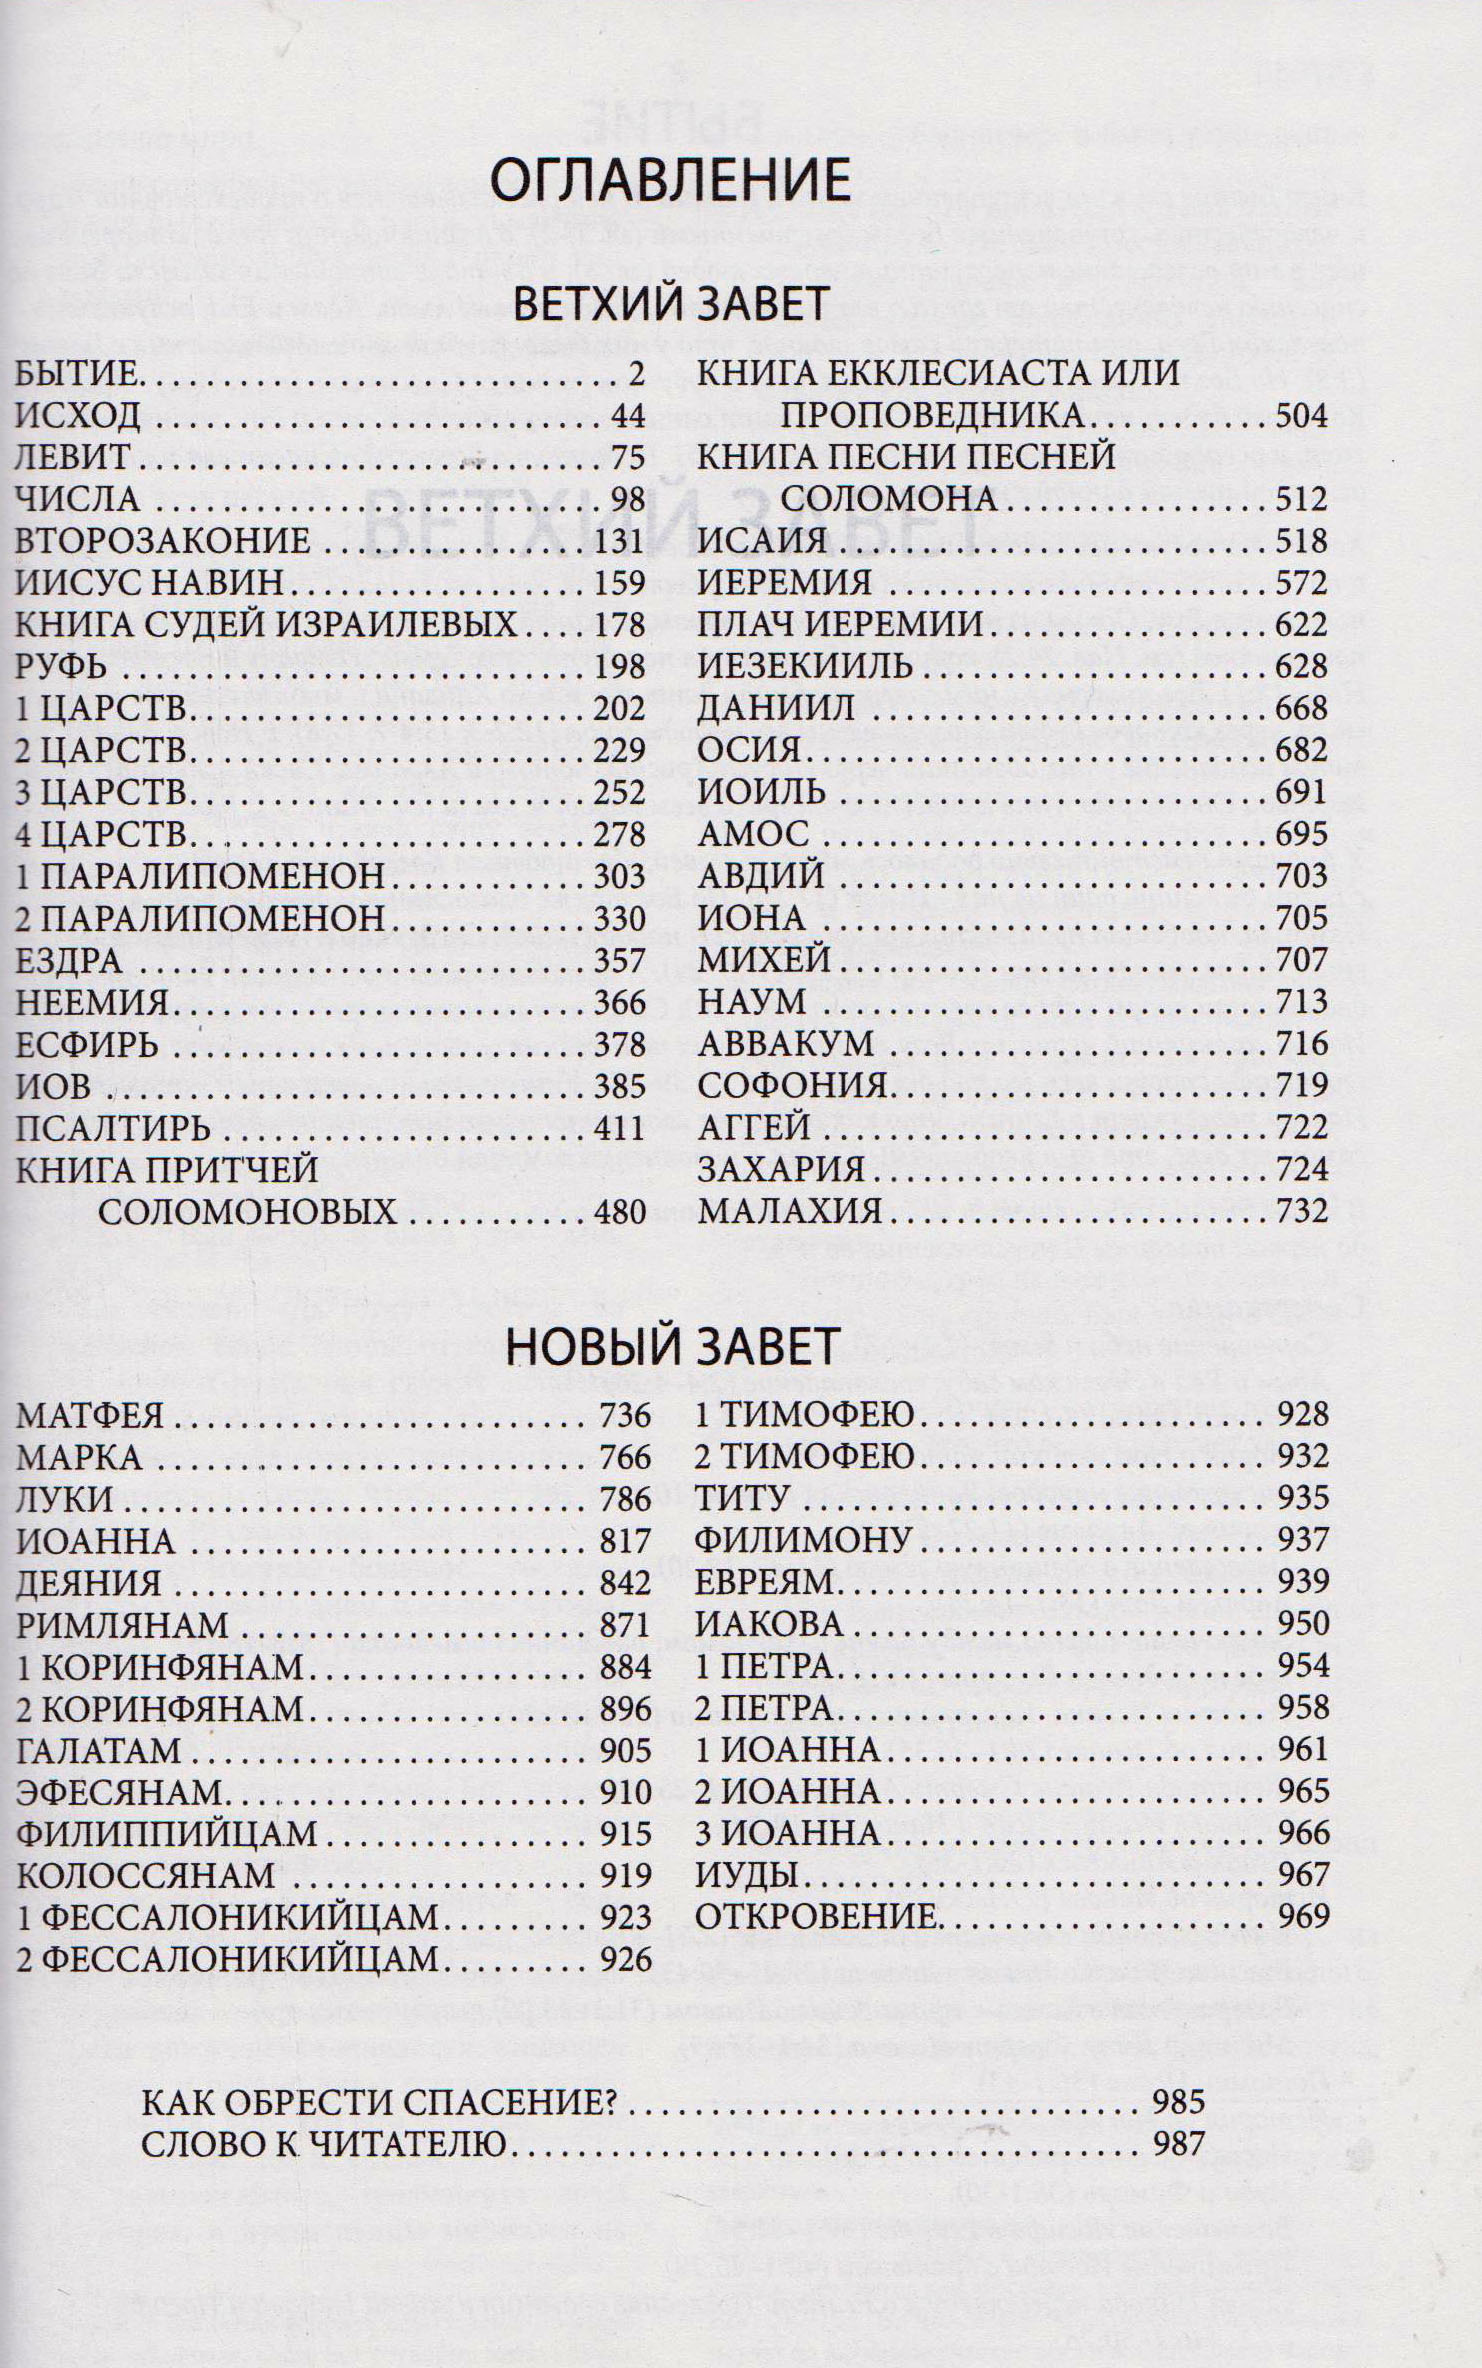 ОГЛАВЛЕНИЕ
ВЕТХИЙ ЗАВЕТ
БЫТИЕ. . . . . . . . . . . . . . . . . . . . 2
ИСХОД . . . . . . . . . . . . . . . . . . . . 44
ЛЕВИТ . . . . . . . . . . . . . . . . . . . . 75
ЧИСЛА . . . . . . . . . . . . . . . . . . . . 98
ВТОРОЗАКОНИЕ . . . . . . . . . . . . 131
ИИСУС НАВИН . . . . . . . . . . . . . 159
КНИГА СУДЕЙ ИЗРАИЛЕВЫХ . . . . 178
РУФЬ . . . . . . . . . . . . . . . . . . . . 198
1 ЦАРСТВ. . . . . . . . . . . . . . . . . . 202
2 ЦАРСТВ. . . . . . . . . . . . . . . . . . 229
3 ЦАРСТВ. . . . . . . . . . . . . . . . . . 252
4 ЦАРСТВ. . . . . . . . . . . . . . . . . . 278
1 ПАРАЛИПОМЕНОН. . . . . . . . . . 303
2 ПАРАЛИПОМЕНОН. . . . . . . . . . 330
ЕЗДРА . . . . . . . . . . . . . . . . . . . . 357
НЕЕМИЯ. . . . . . . . . . . . . . . . . . . 366
ЕСФИРЬ . . . . . . . . . . . . . . . . . . . 378
ИОВ . . . . . . . . . . . . . . . . . . . . . 385
ПСАЛТИРЬ . . . . . . . . . . . . . . . . . 411
КНИГА ПРИТЧЕЙ
СОЛОМОНОВЫХ . . . . . . . . . . 480
КНИГА ЕККЛЕСИАСТА ИЛИ
ПРОПОВЕДНИКА. . . . . . . . . . . 504
КНИГА ПЕСНИ ПЕСНЕЙ
СОЛОМОНА . . . . . . . . . . . . . . 512
ИСАИЯ . . . . . . . . . . . . . . . . . . . . 518
ИЕРЕМИЯ . . . . . . . . . . . . . . . . . . 572
ПЛАЧ ИЕРЕМИИ. . . . . . . . . . . . . 622
ИЕЗЕКИИЛЬ . . . . . . . . . . . . . . . . 628
ДАНИИЛ . . . . . . . . . . . . . . . . . . . 668
ОСИЯ. . . . . . . . . . . . . . . . . . . . . 682
ИОИЛЬ . . . . . . . . . . . . . . . . . . . . 691
АМОС . . . . . . . . . . . . . . . . . . . . 695
АВДИЙ . . . . . . . . . . . . . . . . . . . . 703
ИОНА . . . . . . . . . . . . . . . . . . . . 705
МИХЕЙ . . . . . . . . . . . . . . . . . . . . 707
НАУМ . . . . . . . . . . . . . . . . . . . . 713
АВВАКУМ . . . . . . . . . . . . . . . . . . 716
СОФОНИЯ. . . . . . . . . . . . . . . . . . 719
АГГЕЙ . . . . . . . . . . . . . . . . . . . . 722
ЗАХАРИЯ . . . . . . . . . . . . . . . . . . 724
МАЛАХИЯ . . . . . . . . . . . . . . . . . . 732
НОВЫЙ ЗАВЕТ
МАТФЕЯ . . . . . . . . . . . . . . . . . . . 736
МАРКА . . . . . . . . . . . . . . . . . . . . 766
ЛУКИ . . . . . . . . . . . . . . . . . . . . 786
ИОАННА . . . . . . . . . . . . . . . . . . . 817
ДЕЯНИЯ . . . . . . . . . . . . . . . . . . . 842
РИМЛЯНАМ . . . . . . . . . . . . . . . . 871
1 КОРИНФЯНАМ. . . . . . . . . . . . . 884
2 КОРИНФЯНАМ. . . . . . . . . . . . . 896
ГАЛАТАМ . . . . . . . . . . . . . . . . . . 905
ЭФЕСЯНАМ. . . . . . . . . . . . . . . . . 910
ФИЛИППИЙЦАМ . . . . . . . . . . . . 915
КОЛОССЯНАМ . . . . . . . . . . . . . . 919
1 ФЕССАЛОНИКИЙЦАМ. . . . . . . . 923
2 ФЕССАЛОНИКИЙЦАМ. . . . . . . . 926
1 ТИМОФЕЮ. . . . . . . . . . . . . . . . . 928
2 ТИМОФЕЮ. . . . . . . . . . . . . . . . . 932
ТИТУ . . . . . . . . . . . . . . . . . . . . 935
ФИЛИМОНУ . . . . . . . . . . . . . . . . 937
ЕВРЕЯМ. . . . . . . . . . . . . . . . . . . . 939
ИАКОВА . . . . . . . . . . . . . . . . . . . 950
1 ПЕТРА. . . . . . . . . . . . . . . . . . . . 954
2 ПЕТРА. . . . . . . . . . . . . . . . . . . . 958
1 ИОАННА. . . . . . . . . . . . . . . . . . 961
2 ИОАННА. . . . . . . . . . . . . . . . . . 965
3 ИОАННА. . . . . . . . . . . . . . . . . . 966
ИУДЫ. . . . . . . . . . . . . . . . . . . . . 967
ОТКРОВЕНИЕ. . . . . . . . . . . . . . . . 969
КАК ОБРЕСТИ СПАСЕНИЕ? . . . . . . . . . . . . . . . . . . . . 985
СЛОВО К ЧИТАТЕЛЮ. . . . . . . . . . . . . . . . . . . . . . . . 987